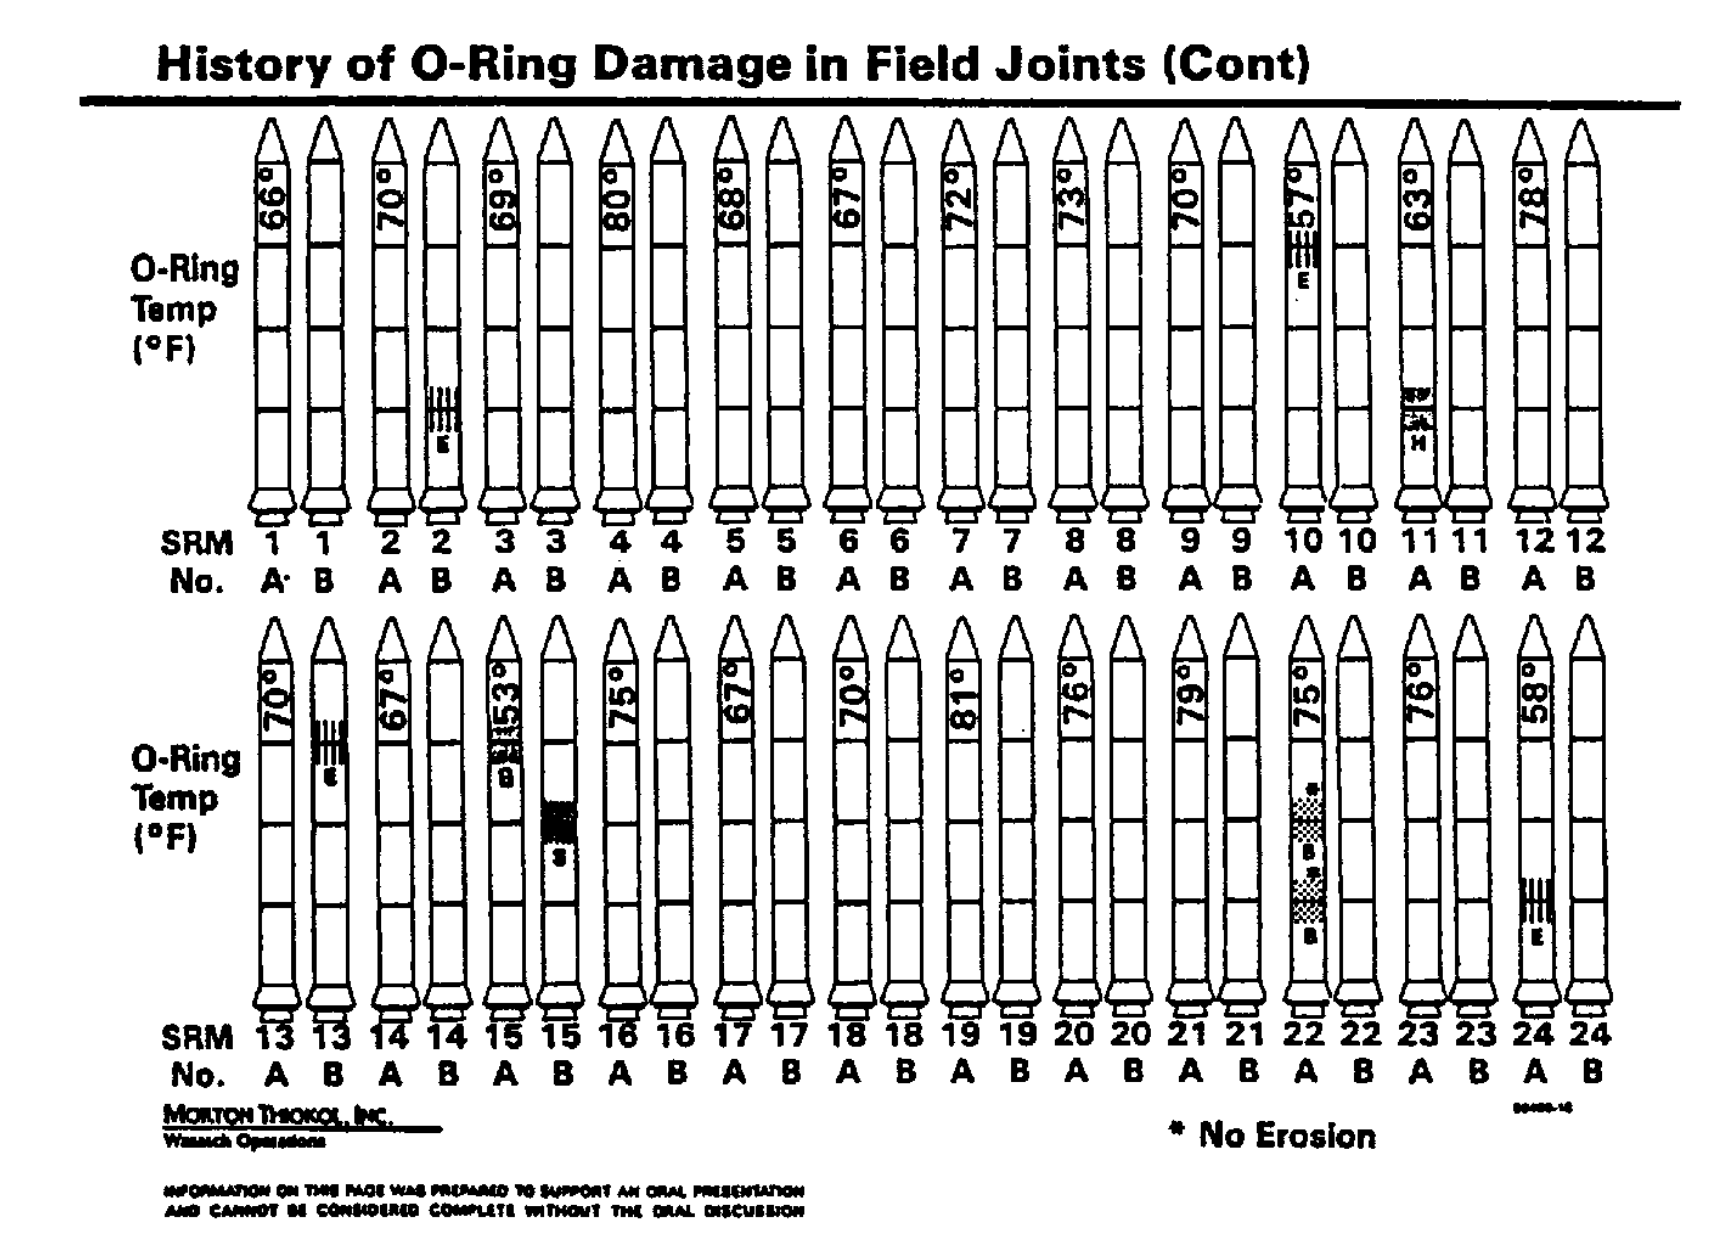 History of O-Ring Damage in Field Joints (Cont)
O-Ring
Temp
(°F)
66° 70° 69° 80° 68° 67° 72° 73° 70° 57° 63° 78°
E
E
H
SRM 1 1 2 2 3 3 4 4 5 5 6 6 7 7 8 8 9 9 10 10 11 11 12 12
No. A B A B A B A B A B A B A B A B A B A B A B A B
O-Ring
Temp
(°F)
70° 67° 53° 75° 67° 70° 81° 76° 79° 75° 76° 58°
E
B
*
B
*
B
E
SRM 13 13 14 14 15 15 16 16 17 17 18 18 19 19 20 20 21 21 22 22 23 23 24 24
No. A B A B A B A B A B A B A B A B A B A B A B A B
MORTON THIOKOL, INC.
Wasatch Operations
* No Erosion
INFORMATION ON THIS PAGE WAS PREPARED TO SUPPORT AN ORAL PRESENTATION
AND CANNOT BE CONSIDERED COMPLETE WITHOUT THE ORAL DISCUSSION